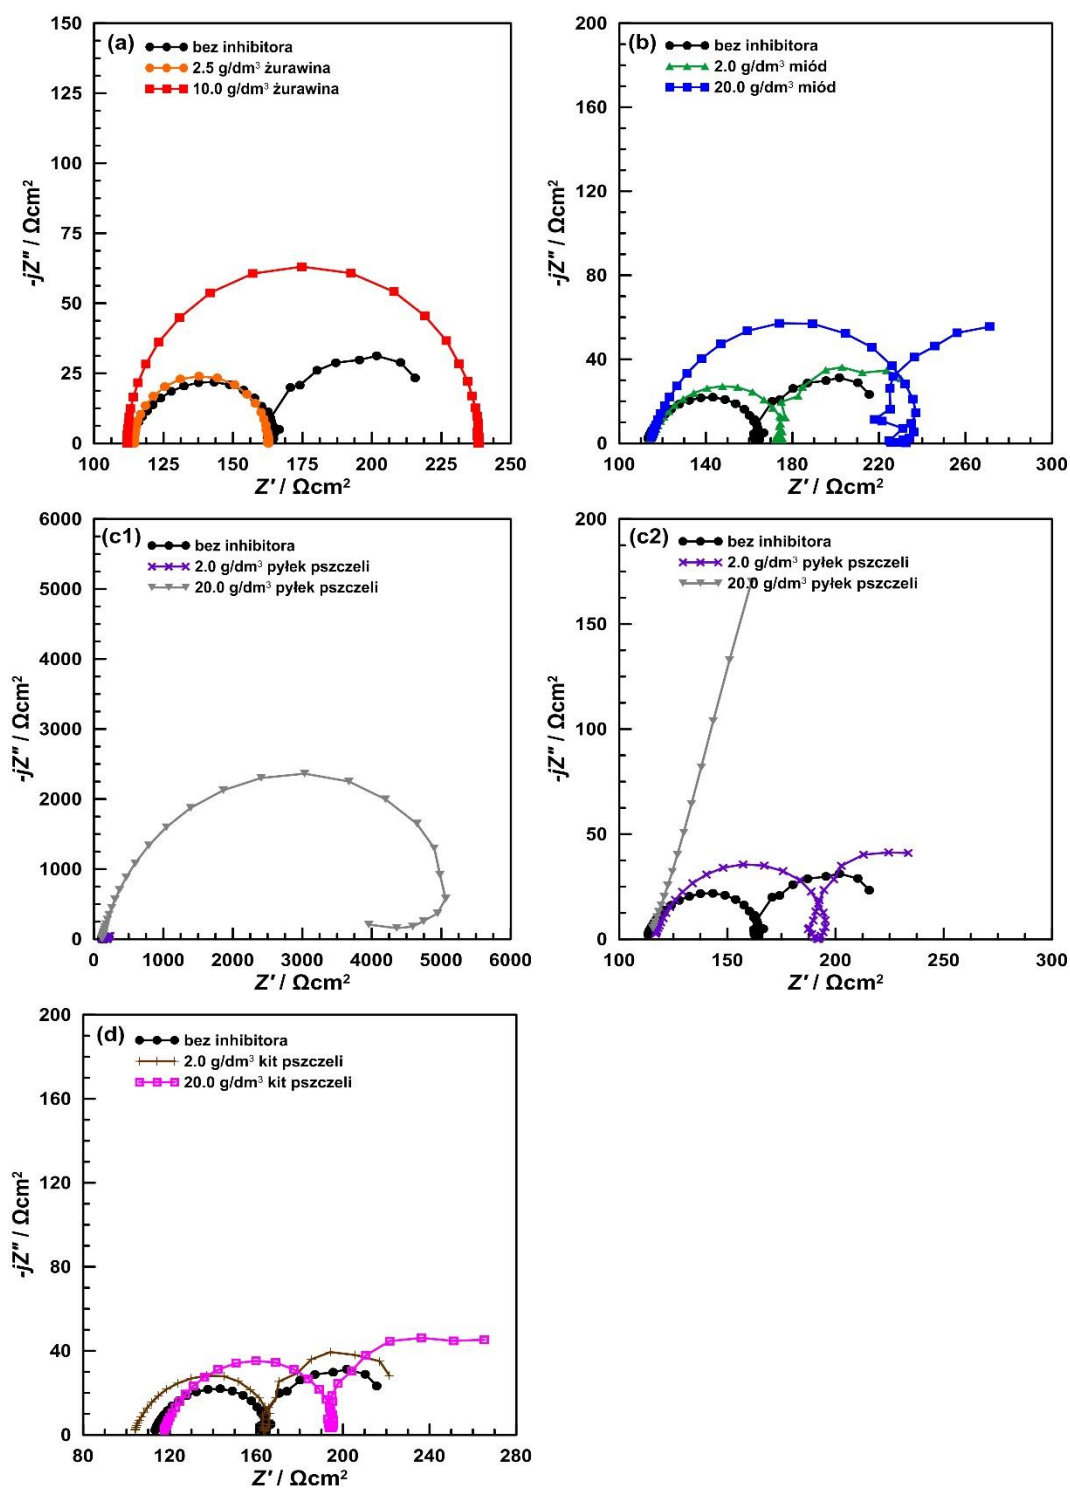 (a)
bez inhibitora
2.5 g/dm³ żurawina
10.0 g/dm³ żurawina
150
125
100
75
50
25
0
-jZ" / Ωcm²
100 125 150 175 200 225 250
Z' / Ωcm²
(b)
bez inhibitora
2.0 g/dm³ miód
20.0 g/dm³ miód
200
160
120
80
40
0
-jZ" / Ωcm²
100 140 180 220 260 300
Z' / Ωcm²
(c1)
bez inhibitora
2.0 g/dm³ pyłek pszczeli
20.0 g/dm³ pyłek pszczeli
6000
5000
4000
3000
2000
1000
0
-jZ" / Ωcm²
0 1000 2000 3000 4000 5000 6000
Z' / Ωcm²
(c2)
bez inhibitora
2.0 g/dm³ pyłek pszczeli
20.0 g/dm³ pyłek pszczeli
200
150
100
50
0
-jZ" / Ωcm²
100 150 200 250 300
Z' / Ωcm²
(d)
bez inhibitora
2.0 g/dm³ kit pszczeli
20.0 g/dm³ kit pszczeli
200
160
120
80
40
0
-jZ" / Ωcm²
80 120 160 200 240 280
Z' / Ωcm²